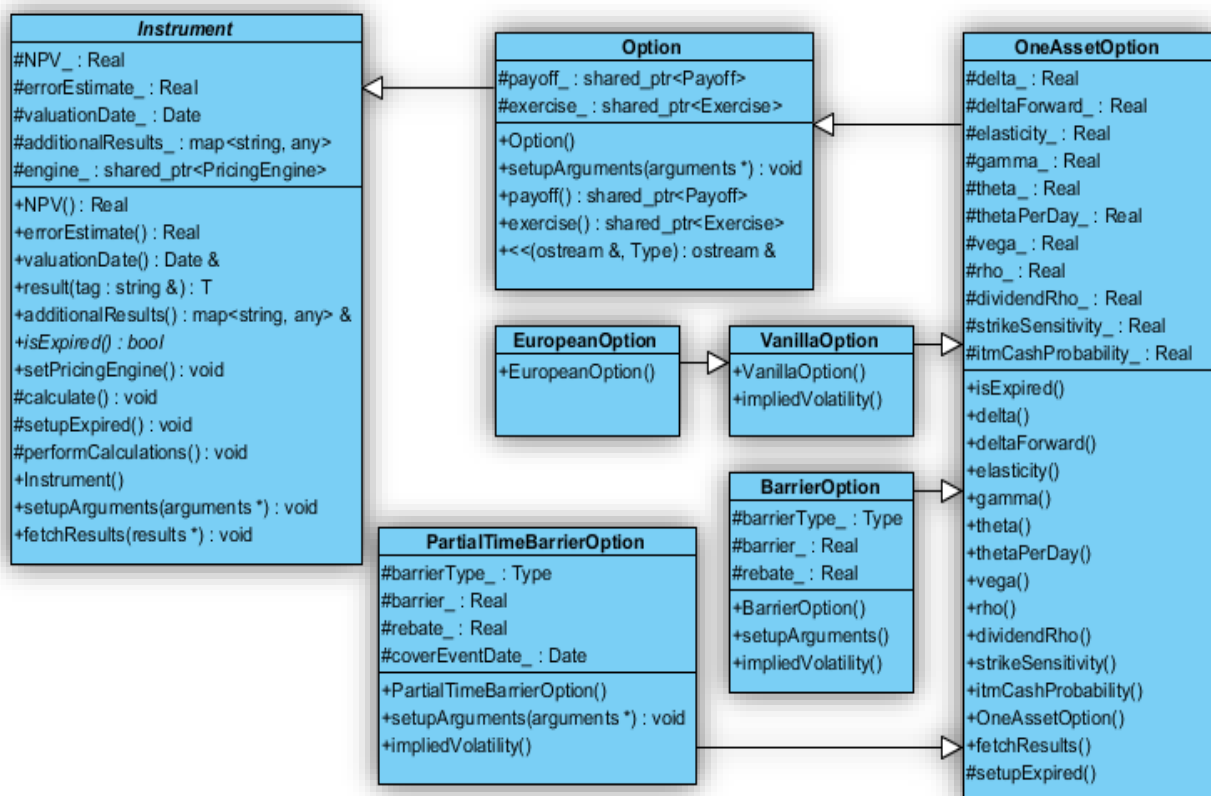 Instrument
#NPV_ : Real
#errorEstimate_ : Real
#valuationDate_ : Date
#additionalResults_ : map<string, any>
#engine_ : shared_ptr<PricingEngine>
+NPV() : Real
+errorEstimate() : Real
+valuationDate() : Date &
+result(tag : string &) : T
+additionalResults() : map<string, any> &
+isExpired() : bool
+setPricingEngine() : void
#calculate() : void
#setupExpired() : void
#performCalculations() : void
+Instrument()
+setupArguments(arguments *) : void
+fetchResults(results *) : void
Option
#payoff_ : shared_ptr<Payoff>
#exercise_ : shared_ptr<Exercise>
+Option()
+setupArguments(arguments *) : void
+payoff() : shared_ptr<Payoff>
+exercise() : shared_ptr<Exercise>
+<<(ostream &, Type) : ostream &
EuropeanOption
+EuropeanOption()
VanillaOption
+VanillaOption()
+impliedVolatility()
BarrierOption
#barrierType_ : Type
#barrier_ : Real
#rebate_ : Real
+BarrierOption()
+setupArguments()
+impliedVolatility()
PartialTimeBarrierOption
#barrierType_ : Type
#barrier_ : Real
#rebate_ : Real
#coverEventDate_ : Date
+PartialTimeBarrierOption()
+setupArguments(arguments *) : void
+impliedVolatility()
OneAssetOption
#delta_ : Real
#deltaForward_ : Real
#elasticity_ : Real
#gamma_ : Real
#theta_ : Real
#thetaPerDay_ : Real
#vega_ : Real
#rho_ : Real
#dividendRho_ : Real
#strikeSensitivity_ : Real
#itmCashProbability_ : Real
+isExpired()
+delta()
+deltaForward()
+elasticity()
+gamma()
+theta()
+thetaPerDay()
+vega()
+rho()
+dividendRho()
+strikeSensitivity()
+itmCashProbability()
+OneAssetOption()
+fetchResults()
#setupExpired()